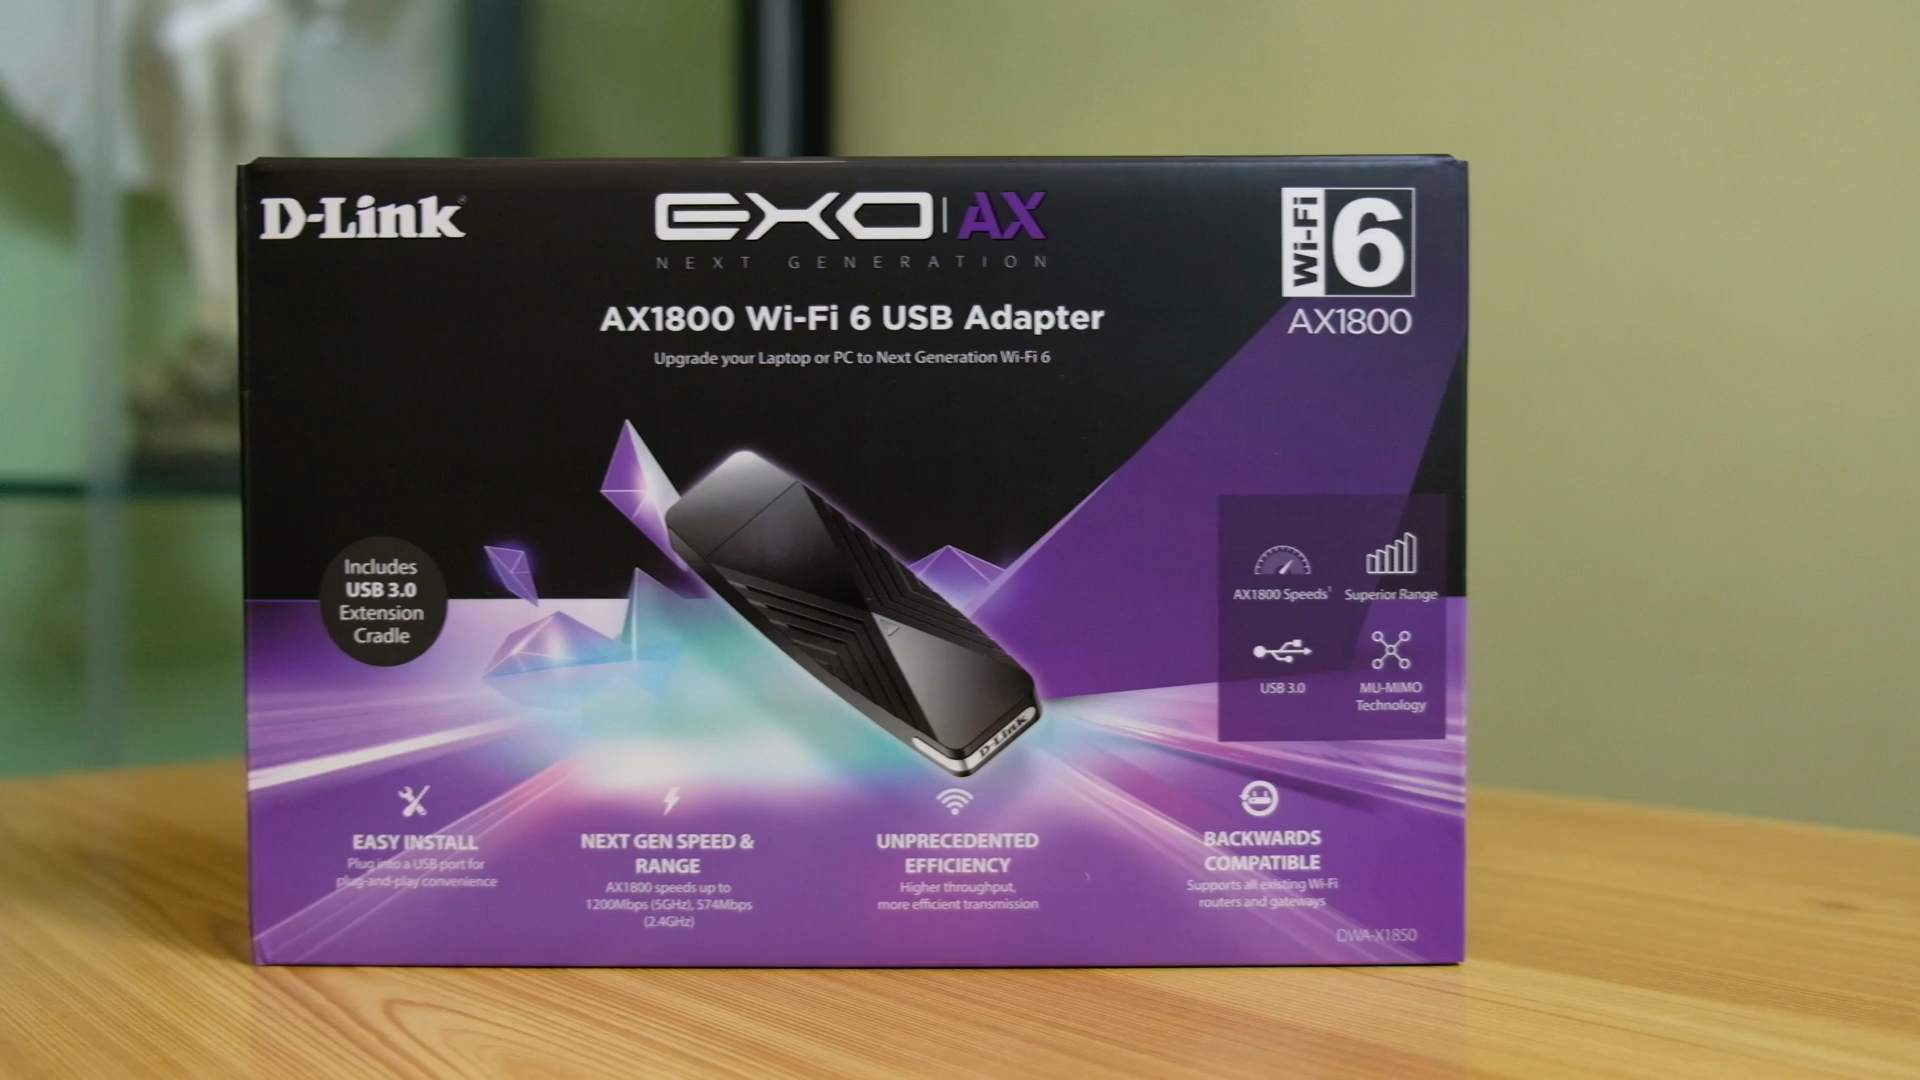 D-Link®
EXO | AX
NEXT GENERATION
Wi-Fi 6
AX1800
AX1800 Wi-Fi 6 USB Adapter
Upgrade your Laptop or PC to Next Generation Wi-Fi 6
Includes
USB 3.0
Extension
Cradle
D-Link
AX1800 Speeds¹
Superior Range
USB 3.0
MU-MIMO
Technology
EASY INSTALL
Plug into a USB port for
plug-and-play convenience
NEXT GEN SPEED &
RANGE
AX1800 speeds up to
1200Mbps (5GHz), 574Mbps
(2.4GHz)
UNPRECEDENTED
EFFICIENCY
Higher throughput,
more efficient transmission
BACKWARDS
COMPATIBLE
Supports all existing Wi-Fi
routers and gateways
DWA-X1850